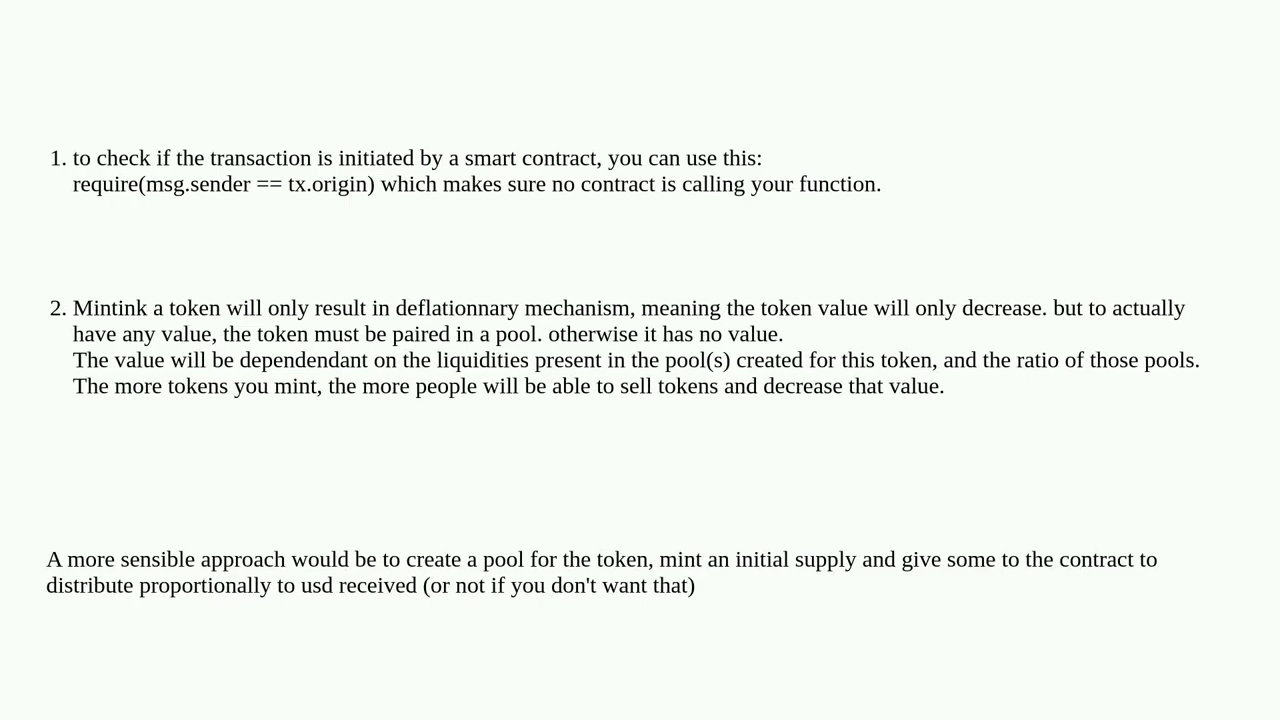 1. to check if the transaction is initiated by a smart contract, you can use this:
require(msg.sender == tx.origin) which makes sure no contract is calling your function.
2. Mintink a token will only result in deflationnary mechanism, meaning the token value will only decrease. but to actually
have any value, the token must be paired in a pool. otherwise it has no value.
The value will be dependendant on the liquidities present in the pool(s) created for this token, and the ratio of those pools.
The more tokens you mint, the more people will be able to sell tokens and decrease that value.
A more sensible approach would be to create a pool for the token, mint an initial supply and give some to the contract to
distribute proportionally to usd received (or not if you don't want that)